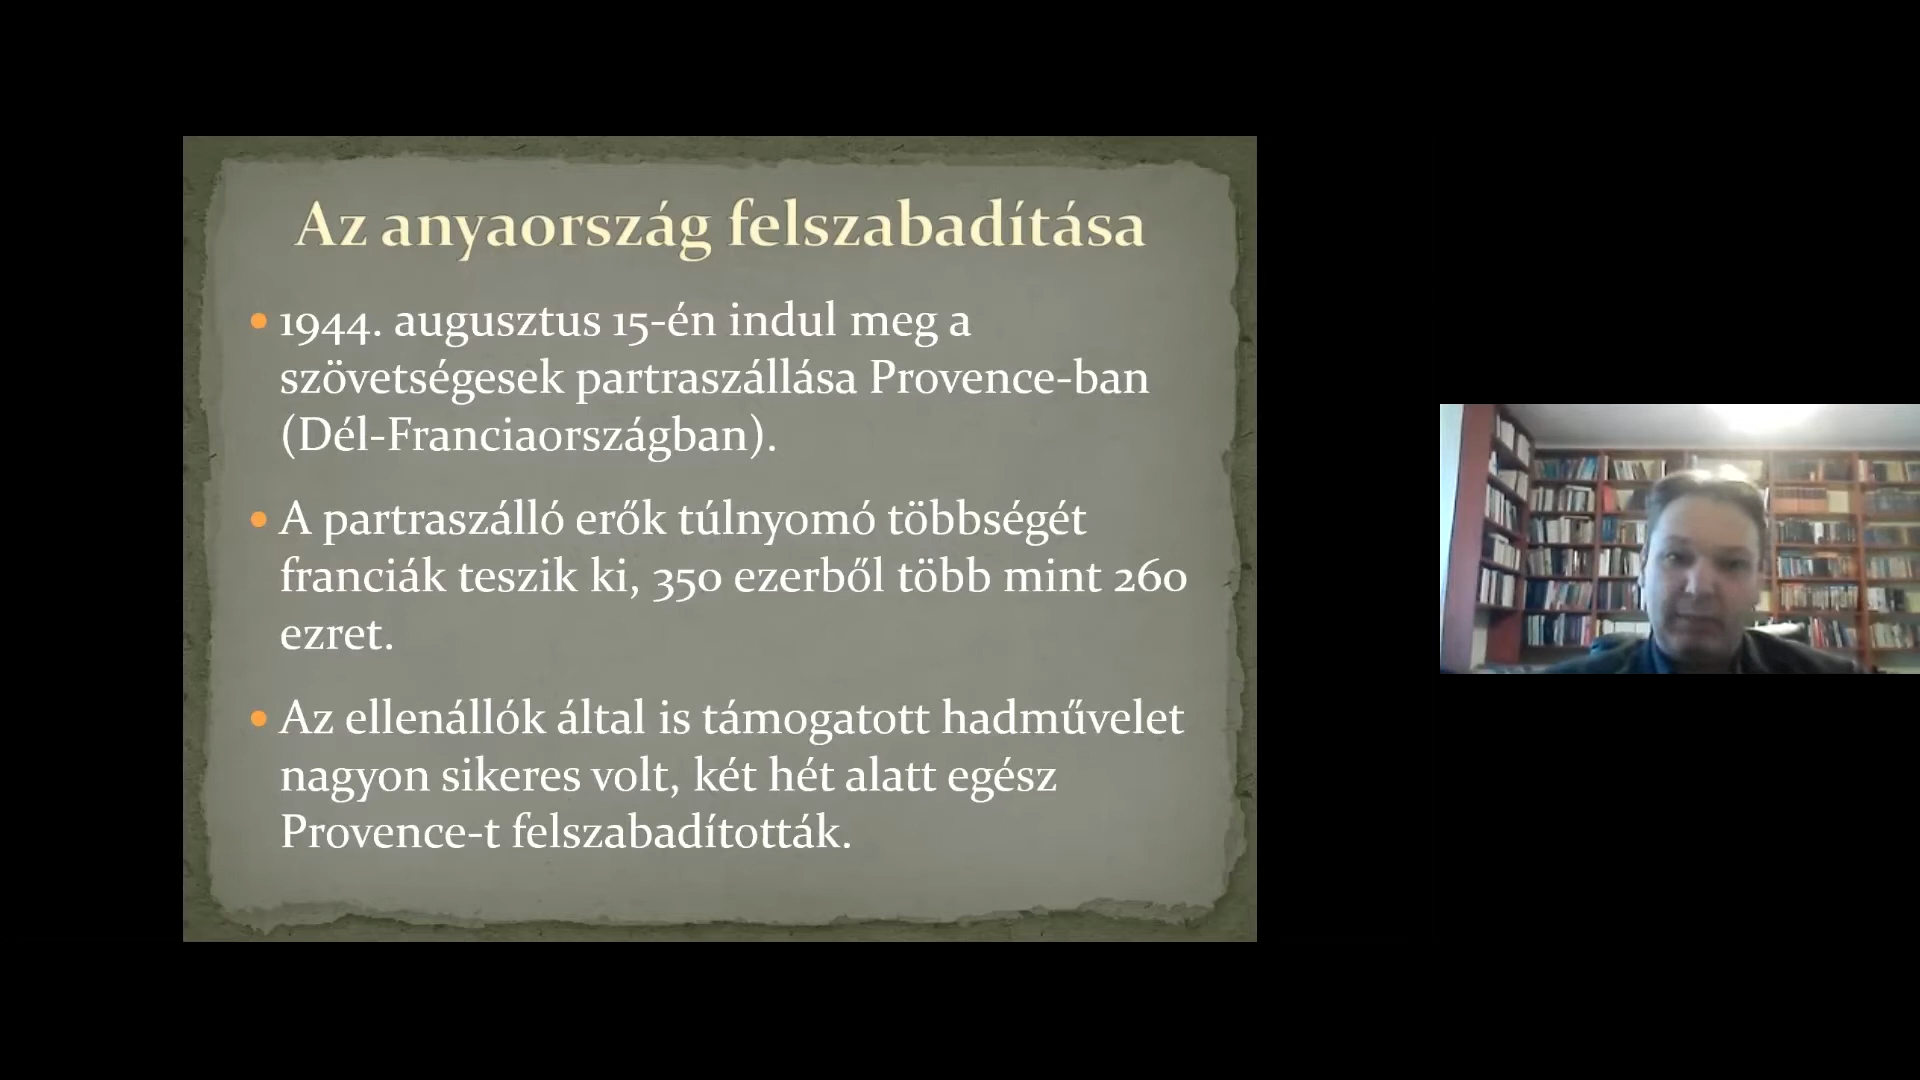 Az anyaország felszabadítása
• 1944. augusztus 15-én indul meg a
szövetségesek partraszállása Provence-ban
(Dél-Franciaországban).
• A partraszálló erők túlnyomó többségét
franciák teszik ki, 350 ezerből több mint 260
ezret.
• Az ellenállók által is támogatott hadművelet
nagyon sikeres volt, két hét alatt egész
Provence-t felszabadították.